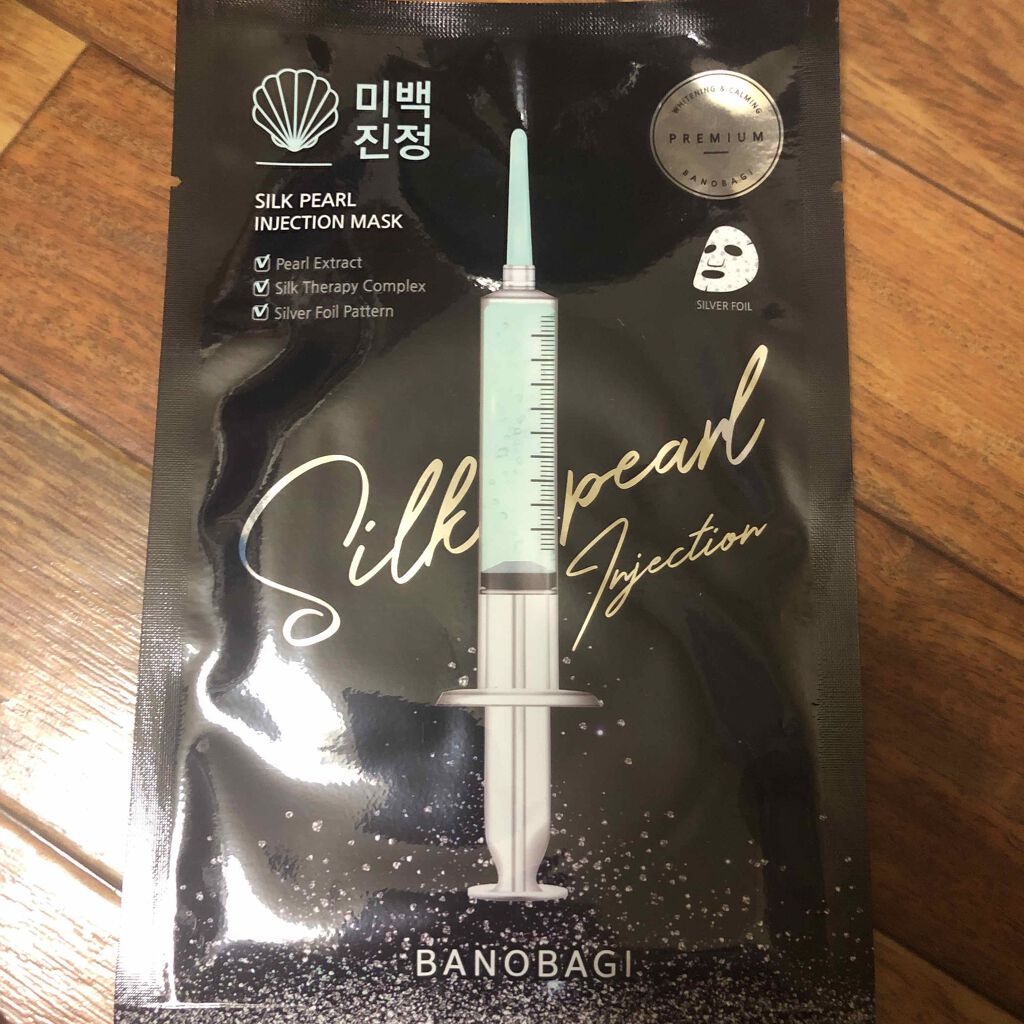 미백
진정
SILK PEARL
INJECTION MASK
Pearl Extract
Silk Therapy Complex
Silver Foil Pattern
WHITENING & CALMING
PREMIUM
BANOBAGI
SILVER FOIL
Silk pearl
Injection
BANOBAGI